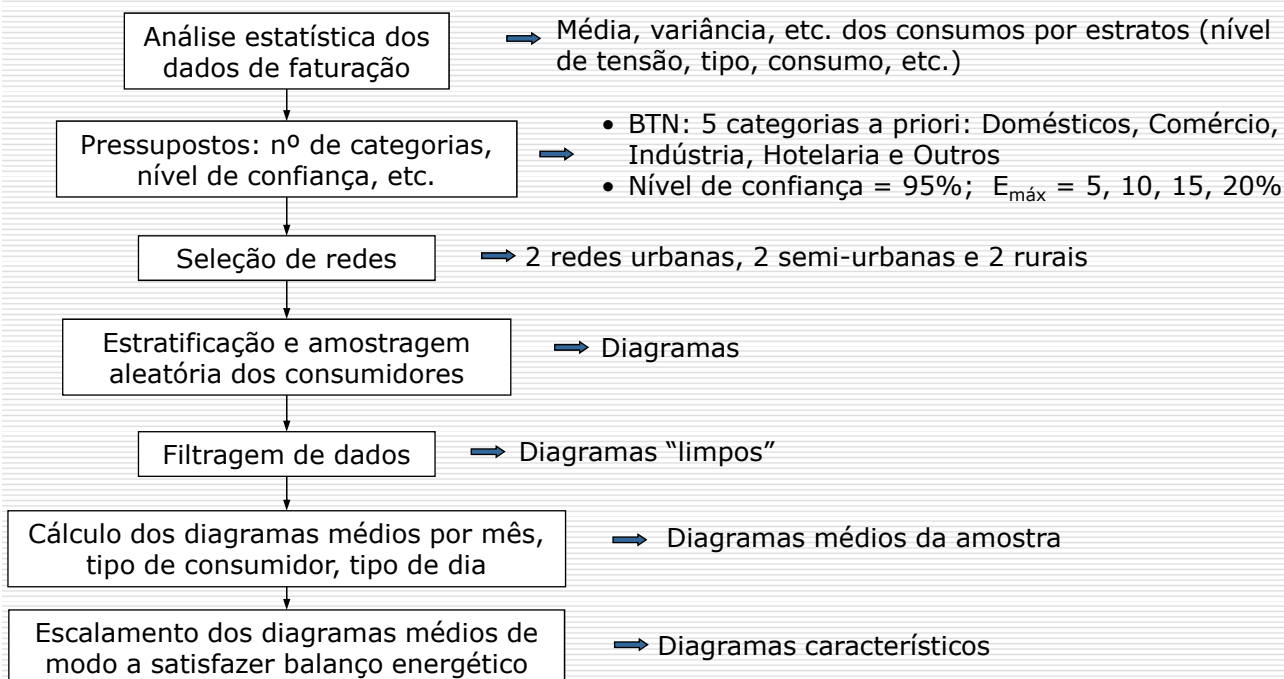 Análise estatística dos
dados de faturação
Média, variância, etc. dos consumos por estratos (nível
de tensão, tipo, consumo, etc.)
Pressupostos: nº de categorias,
nível de confiança, etc.
• BTN: 5 categorias a priori: Domésticos, Comércio,
Indústria, Hotelaria e Outros
• Nível de confiança = 95%; Emáx = 5, 10, 15, 20%
Seleção de redes
2 redes urbanas, 2 semi-urbanas e 2 rurais
Estratificação e amostragem
aleatória dos consumidores
Diagramas
Filtragem de dados
Diagramas “limpos”
Cálculo dos diagramas médios por mês,
tipo de consumidor, tipo de dia
Diagramas médios da amostra
Escalamento dos diagramas médios de
modo a satisfazer balanço energético
Diagramas característicos